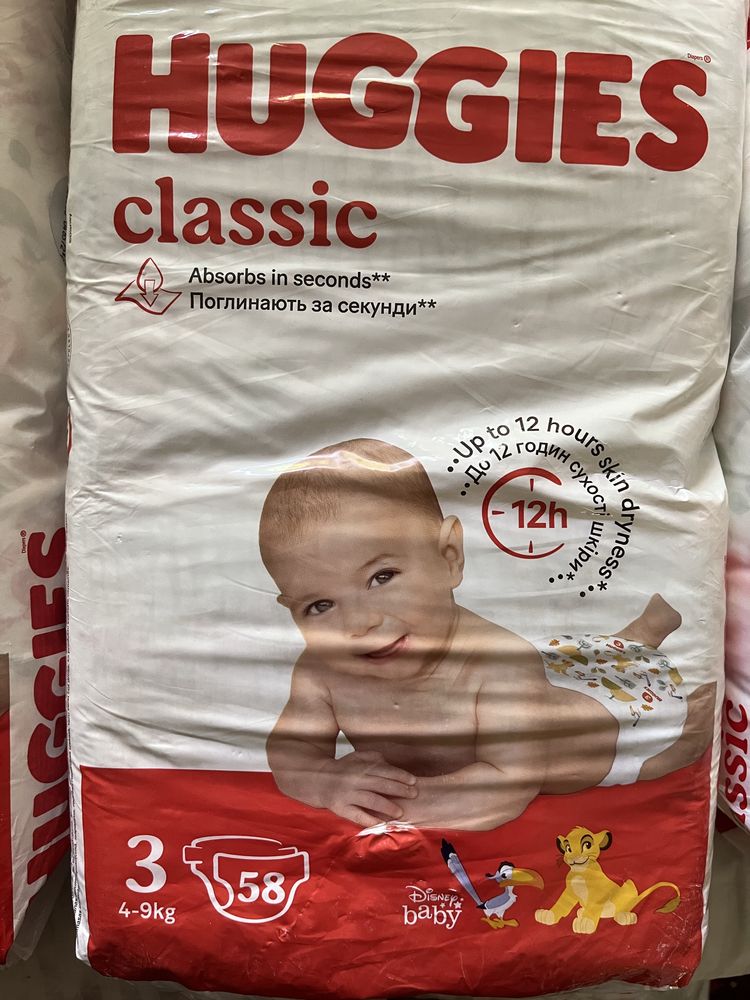 Diapers
HUGGIES
classic
Absorbs in seconds**
Поглинають за секунди**
Up to 12 hours skin dryness*
До 12 годин сухості шкіри*
12h
3
4-9kg
58
Disney
baby
HUGGIES
ssic